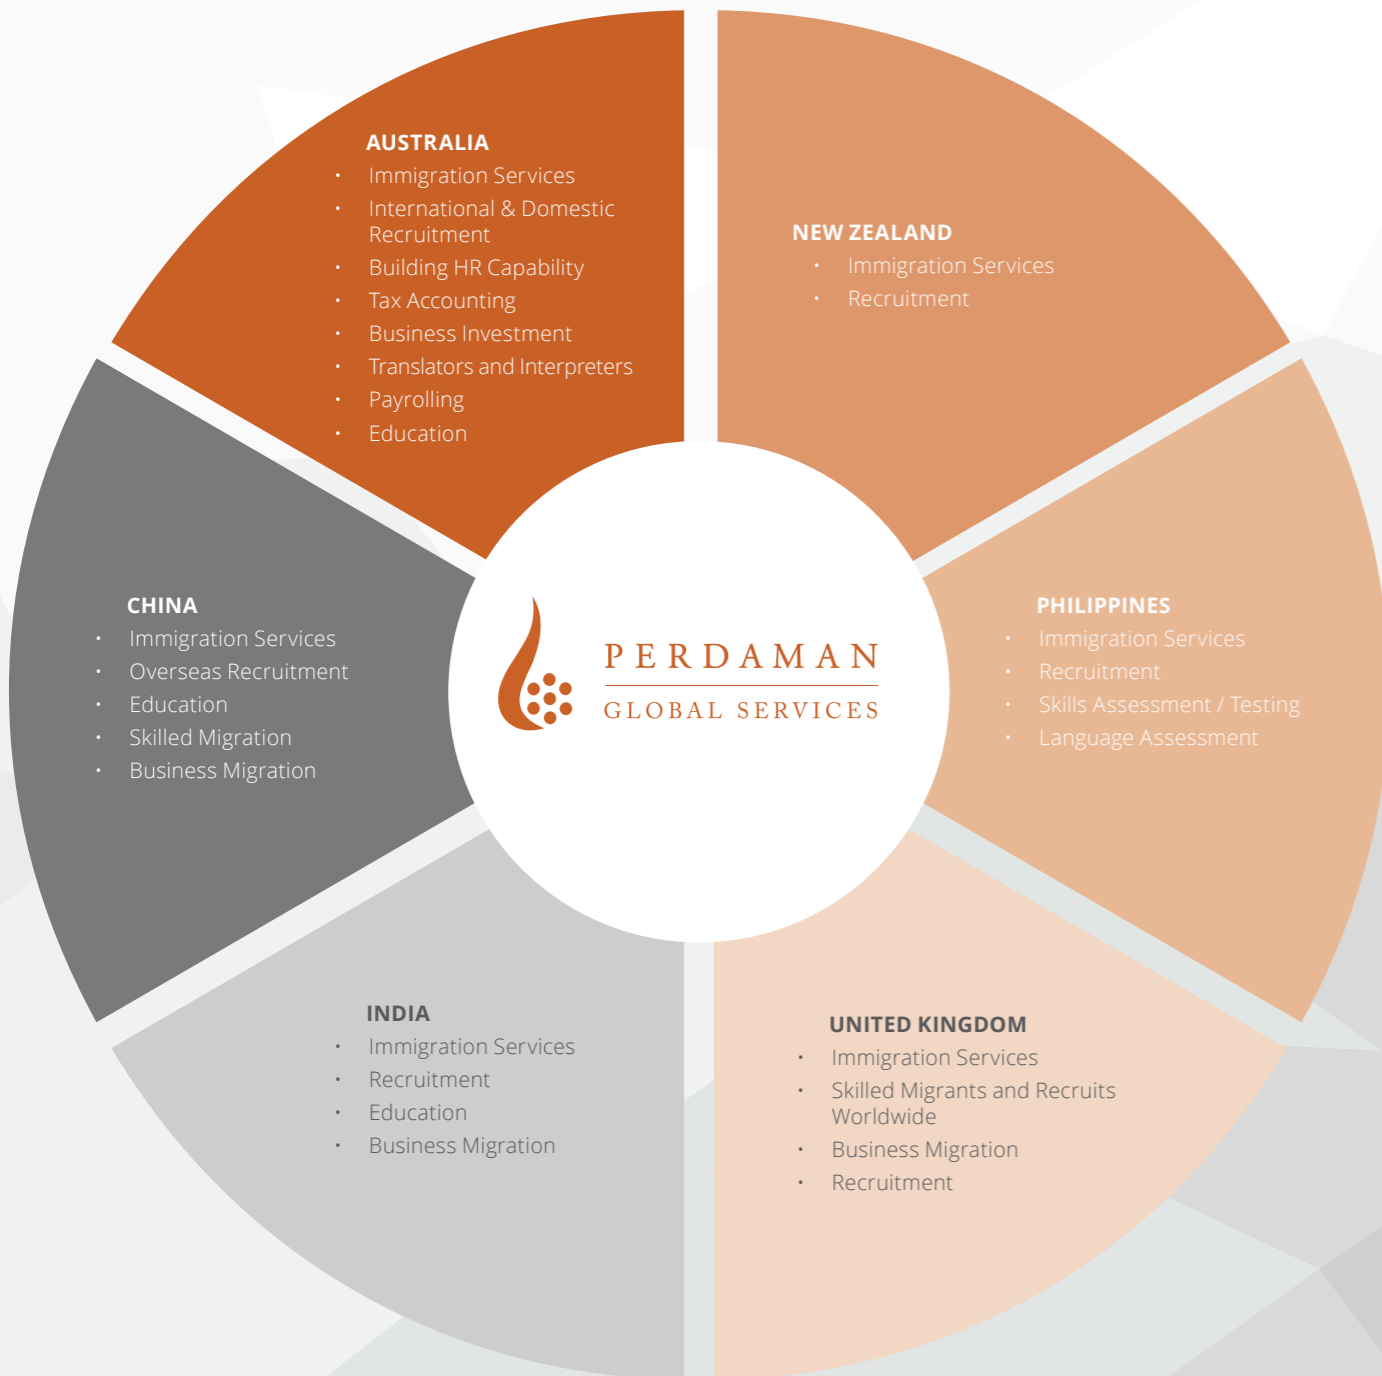 AUSTRALIA
• Immigration Services
• International & Domestic
Recruitment
• Building HR Capability
• Tax Accounting
• Business Investment
• Translators and Interpreters
• Payrolling
• Education
NEW ZEALAND
• Immigration Services
• Recruitment
CHINA
• Immigration Services
• Overseas Recruitment
• Education
• Skilled Migration
• Business Migration
PERDAMAN
GLOBAL SERVICES
PHILIPPINES
• Immigration Services
• Recruitment
• Skills Assessment / Testing
• Language Assessment
INDIA
• Immigration Services
• Recruitment
• Education
• Business Migration
UNITED KINGDOM
• Immigration Services
• Skilled Migrants and Recruits
Worldwide
• Business Migration
• Recruitment